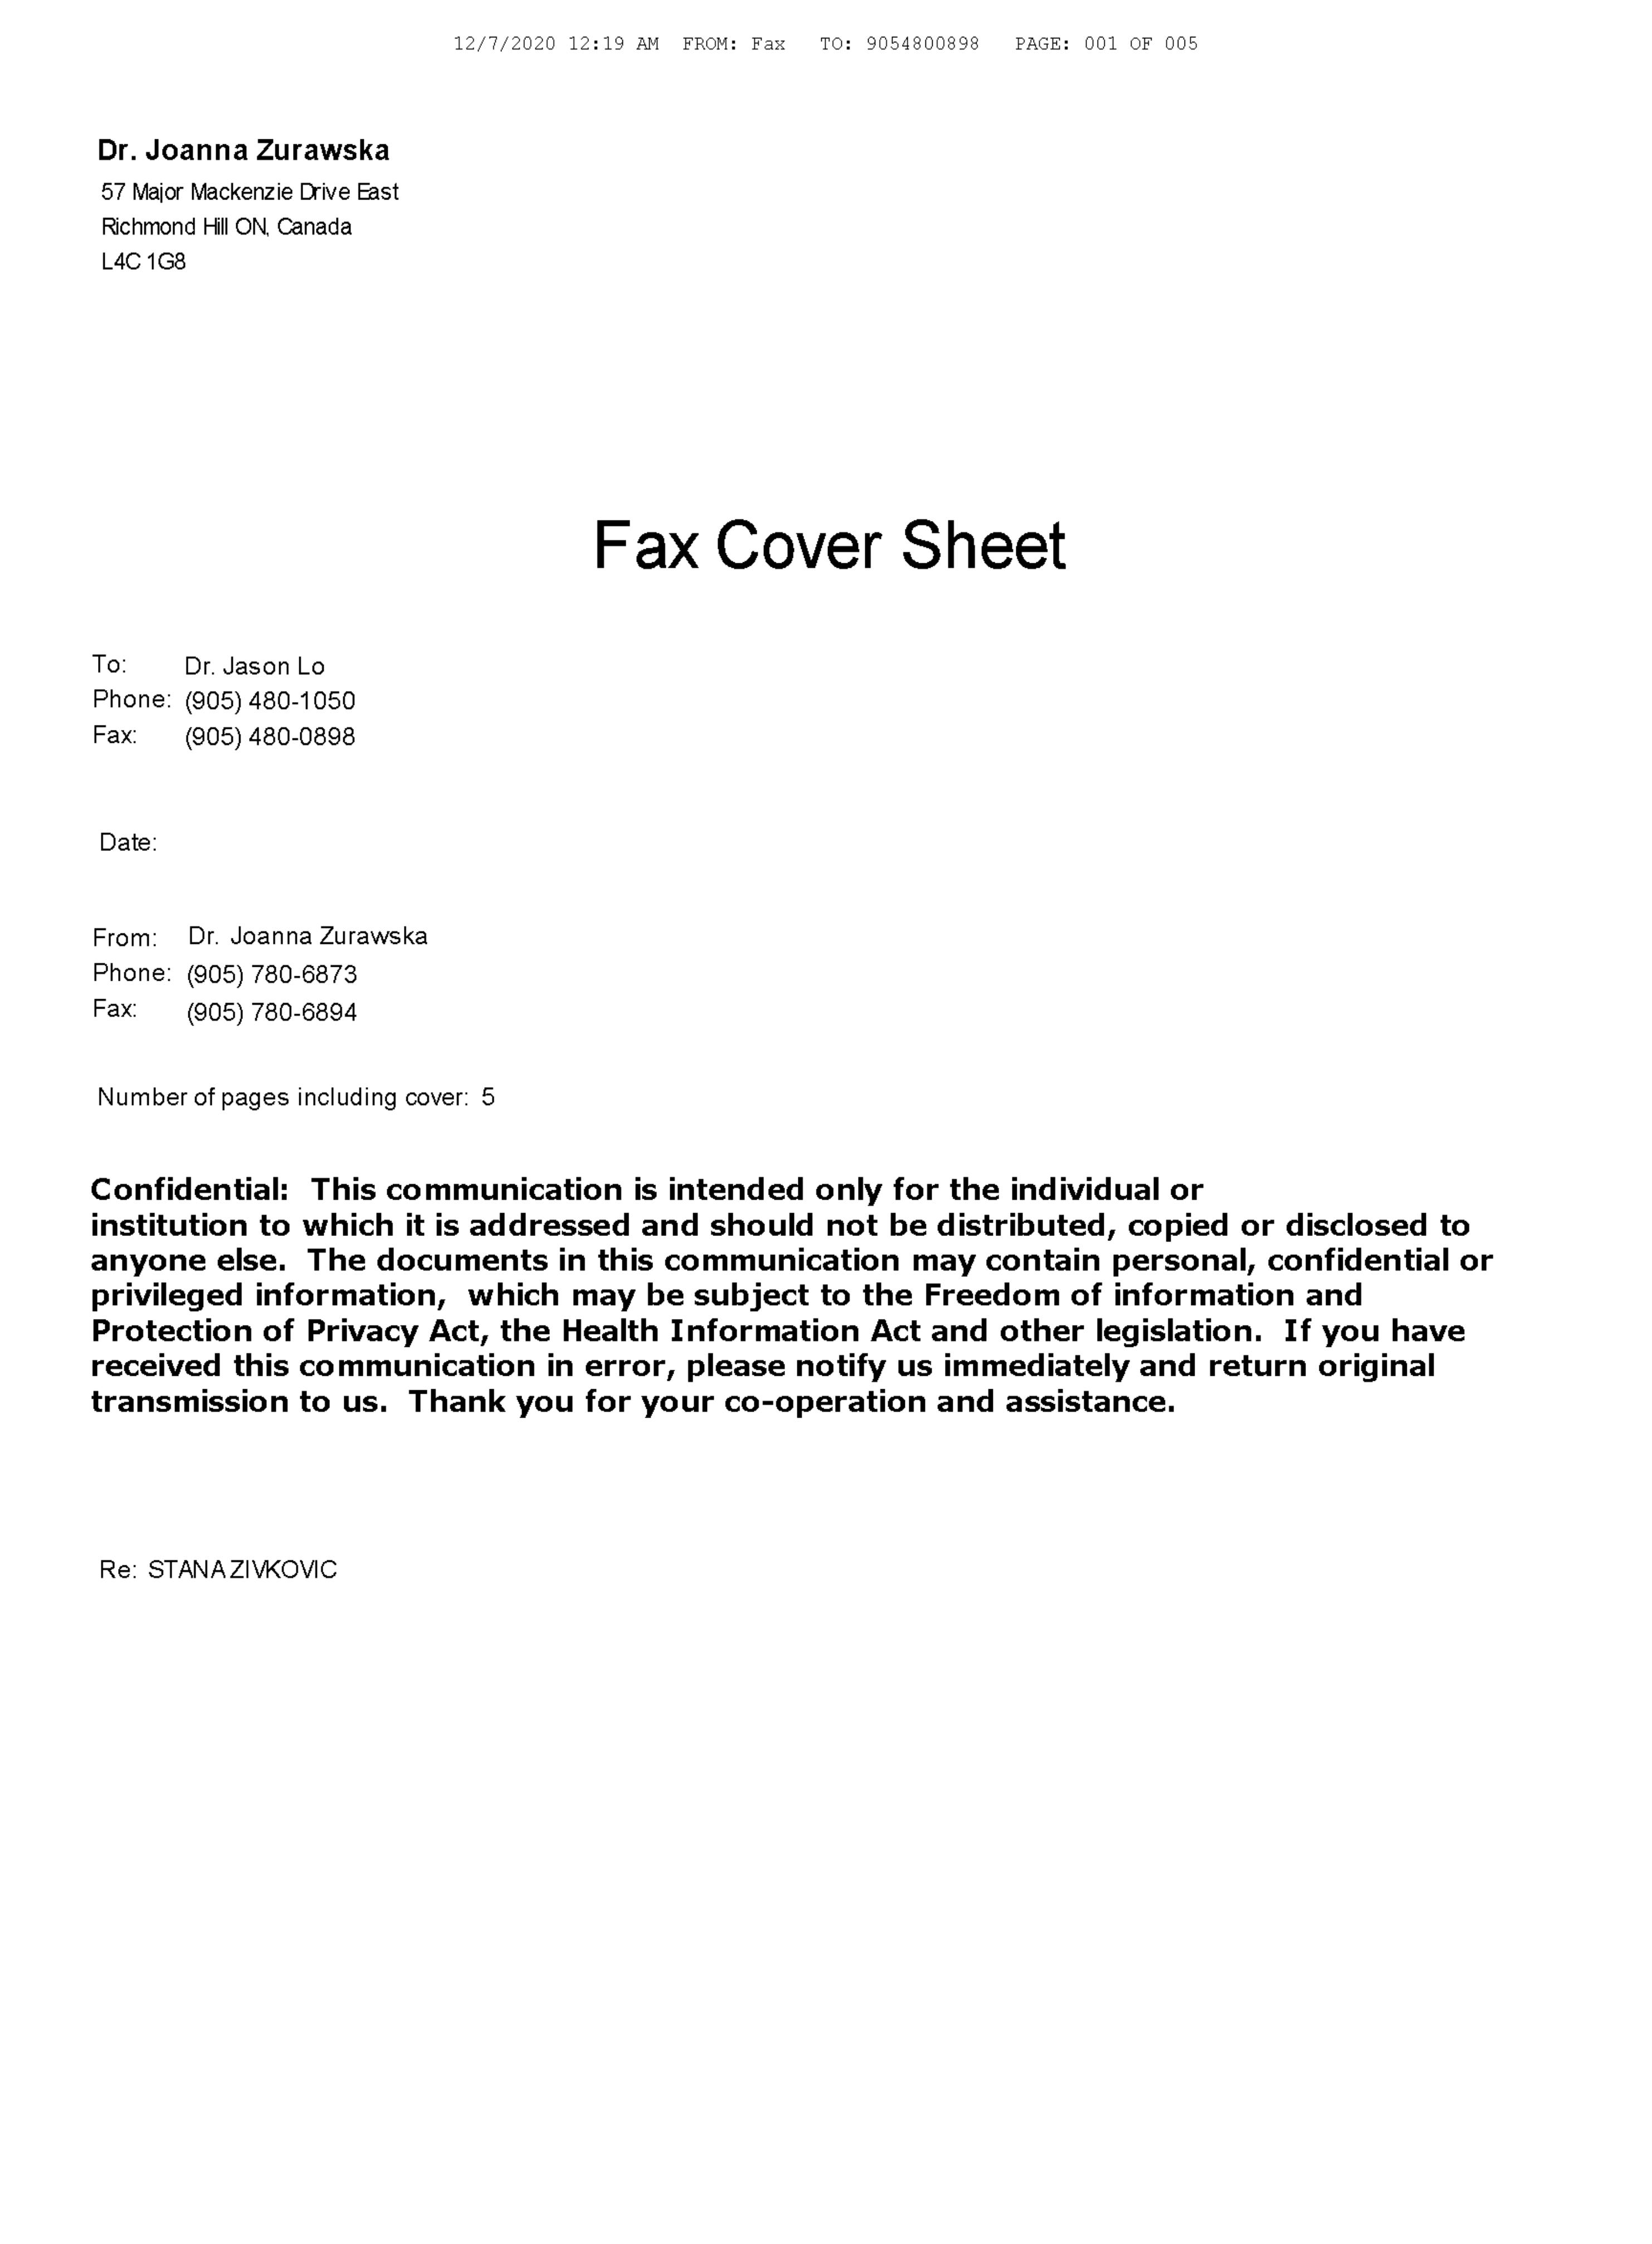 12/7/2020 12:19 AM FROM: Fax TO: 9054800898 PAGE: 001 OF 005
Dr. Joanna Zurawska
57 Major Mackenzie Drive East
Richmond Hill ON, Canada
L4C 1G8
Fax Cover Sheet
To: Dr. Jason Lo
Phone: (905) 480-1050
Fax: (905) 480-0898
Date:
From: Dr. Joanna Zurawska
Phone: (905) 780-6873
Fax: (905) 780-6894
Number of pages including cover: 5
Confidential: This communication is intended only for the individual or
institution to which it is addressed and should not be distributed, copied or disclosed to
anyone else. The documents in this communication may contain personal, confidential or
privileged information, which may be subject to the Freedom of information and
Protection of Privacy Act, the Health Information Act and other legislation. If you have
received this communication in error, please notify us immediately and return original
transmission to us. Thank you for your co-operation and assistance.
Re: STANA ZIVKOVIC